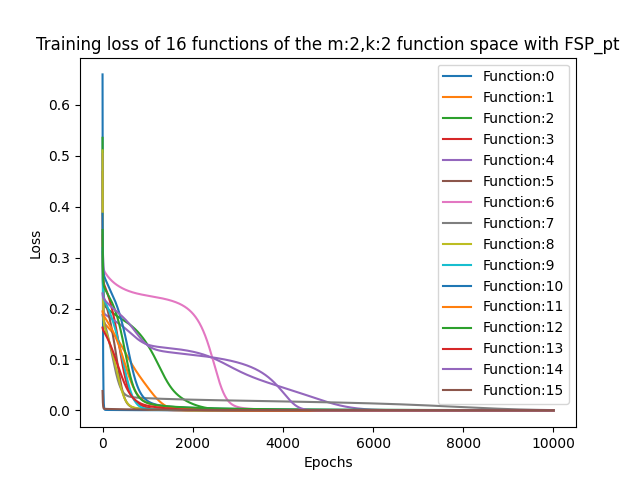 Training loss of 16 functions of the m:2,k:2 function space with FSP_pt
Loss
0.6
0.5
0.4
0.3
0.2
0.1
0.0
Function:0
Function:1
Function:2
Function:3
Function:4
Function:5
Function:6
Function:7
Function:8
Function:9
Function:10
Function:11
Function:12
Function:13
Function:14
Function:15
0 2000 4000 6000 8000 10000
Epochs